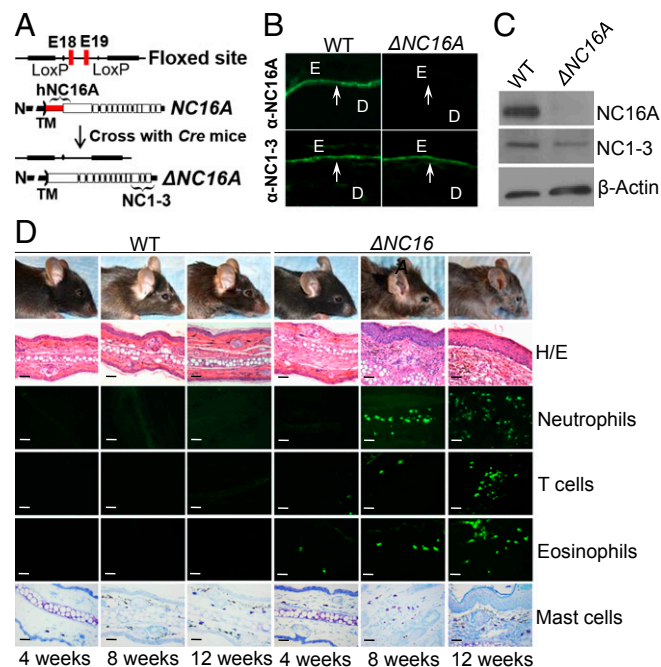 A
E18 E19
Floxed site
LoxP LoxP
hNC16A
N
TM
NC16A
Cross with Cre mice
N
TM
ΔNC16A
NC1-3
B
WT ΔNC16A
α-NC16A
E E
D D
α-NC1-3
E E
D D
C
WT ΔNC16A
NC16A
NC1-3
β-Actin
D
WT ΔNC16
A
H/E
Neutrophils
T cells
Eosinophils
Mast cells
4 weeks 8 weeks 12 weeks 4 weeks 8 weeks 12 weeks